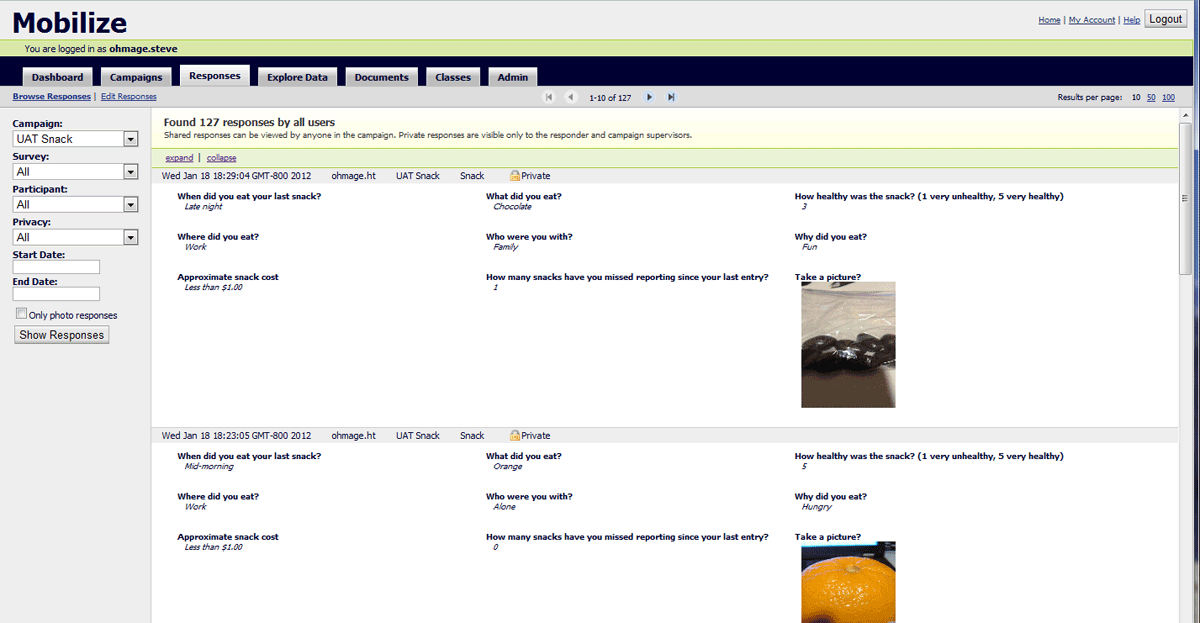 Mobilize
Home | My Account | Help Logout
You are logged in as ohmage.steve
Dashboard Campaigns Responses Explore Data Documents Classes Admin
Browse Responses | Edit Responses 1-10 of 127 Results per page: 10 50 100
Campaign:
UAT Snack
Survey:
All
Participant:
All
Privacy:
All
Start Date:
End Date:
Only photo responses
Show Responses
Found 127 responses by all users
Shared responses can be viewed by anyone in the campaign. Private responses are visible only to the responder and campaign supervisors.
expand | collapse
Wed Jan 18 18:29:04 GMT-800 2012 ohmage.ht UAT Snack Snack Private
When did you eat your last snack? What did you eat? How healthy was the snack? (1 very unhealthy, 5 very healthy)
Late night Chocolate 3
Where did you eat? Who were you with? Why did you eat?
Work Family Fun
Approximate snack cost How many snacks have you missed reporting since your last entry? Take a picture?
Less than $1.00 1
Wed Jan 18 18:23:05 GMT-800 2012 ohmage.ht UAT Snack Snack Private
When did you eat your last snack? What did you eat? How healthy was the snack? (1 very unhealthy, 5 very healthy)
Mid-morning Orange 5
Where did you eat? Who were you with? Why did you eat?
Work Alone Hungry
Approximate snack cost How many snacks have you missed reporting since your last entry? Take a picture?
Less than $1.00 0